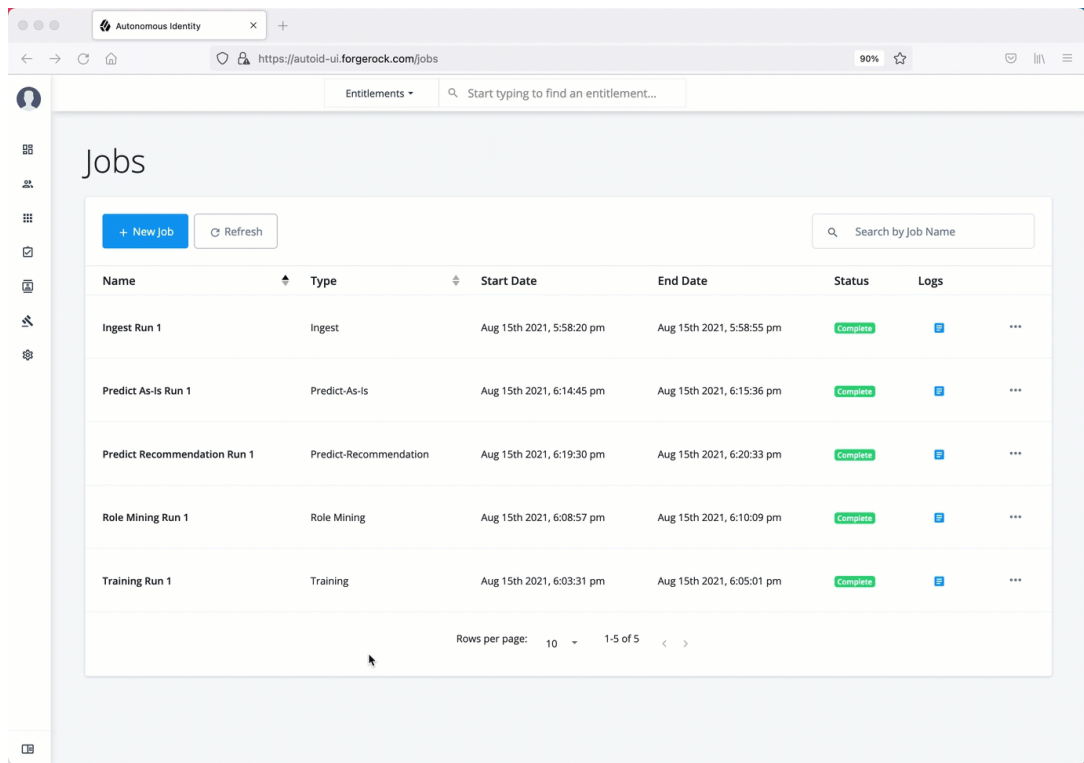 Autonomous Identity
https://autoid-ui.forgerock.com/jobs
90%
Entitlements
Start typing to find an entitlement...
Jobs
+ New Job
Refresh
Search by Job Name
Name Type Start Date End Date Status Logs
Ingest Run 1 Ingest Aug 15th 2021, 5:58:20 pm Aug 15th 2021, 5:58:55 pm Complete
Predict As-Is Run 1 Predict-As-Is Aug 15th 2021, 6:14:45 pm Aug 15th 2021, 6:15:36 pm Complete
Predict Recommendation Run 1 Predict-Recommendation Aug 15th 2021, 6:19:30 pm Aug 15th 2021, 6:20:33 pm Complete
Role Mining Run 1 Role Mining Aug 15th 2021, 6:08:57 pm Aug 15th 2021, 6:10:09 pm Complete
Training Run 1 Training Aug 15th 2021, 6:03:31 pm Aug 15th 2021, 6:05:01 pm Complete
Rows per page: 10 1-5 of 5